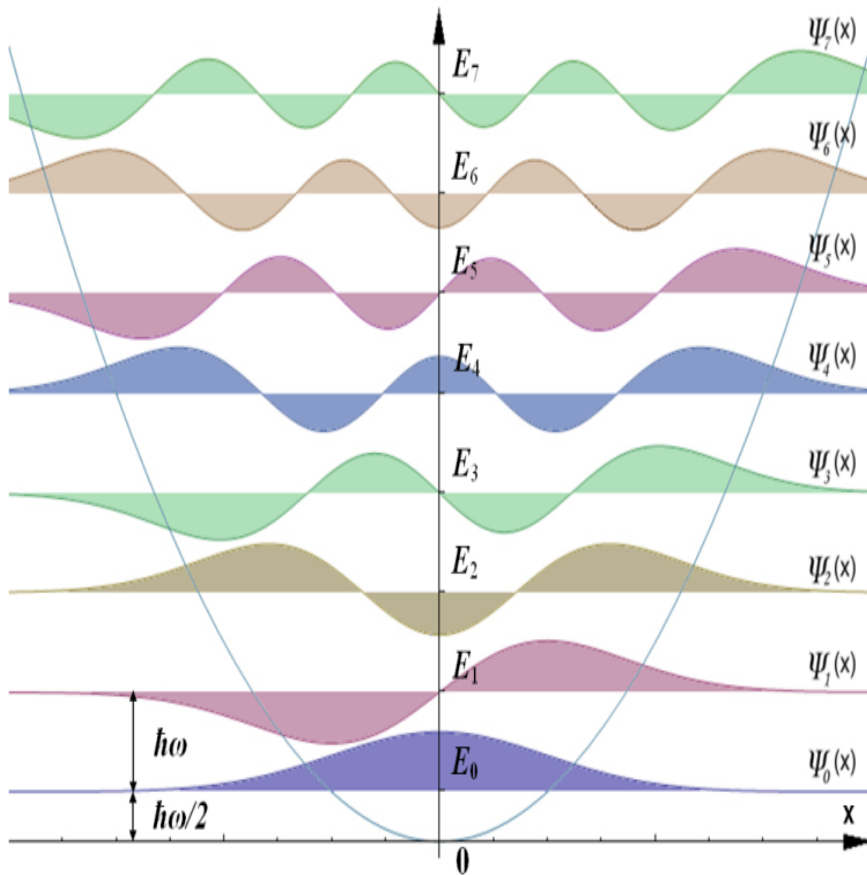 Ψ₇(x)
E₇
Ψ₆(x)
E₆
Ψ₅(x)
E₅
Ψ₄(x)
E₄
Ψ₃(x)
E₃
Ψ₂(x)
E₂
Ψ₁(x)
E₁
ħω
Ψ₀(x)
E₀
ħω/2
x
0